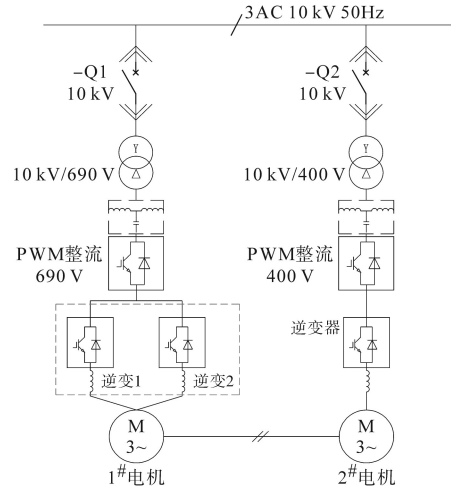 3AC 10 kV 50Hz
-Q1
10 kV
-Q2
10 kV
Y
△
10 kV/690 V
Y
△
10 kV/400 V
PWM整流
690 V
PWM整流
400 V
逆变1
逆变2
逆变器
M
3~
M
3~
1#电机
2#电机